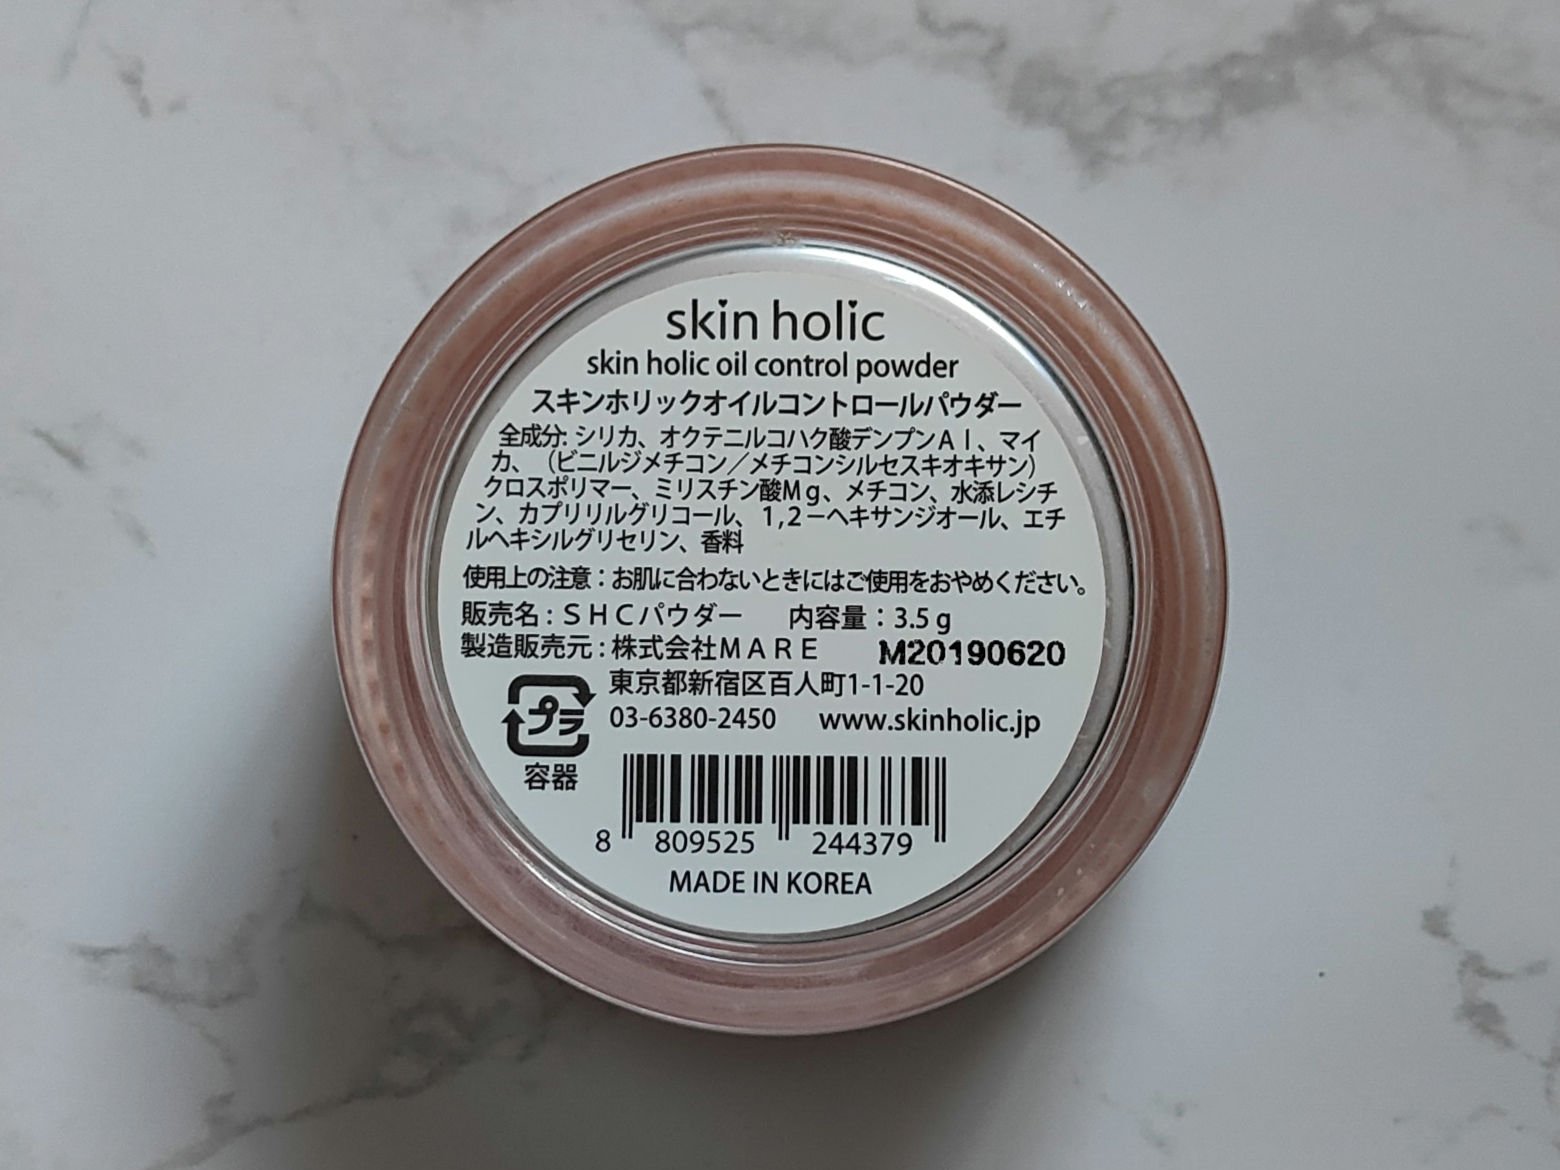 skin holic
skin holic oil control powder
スキンホリックオイルコントロールパウダー
全成分: シリカ、オクテニルコハク酸デンプンＡｌ、マイ
カ、（ビニルジメチコン／メチコンシルセスキオキサン）
クロスポリマー、ミリスチン酸Ｍｇ、メチコン、水添レシチ
ン、カプリリルグリコール、１,２－ヘキサンジオール、エチ
ルヘキシルグリセリン、香料
使用上の注意：お肌に合わないときにはご使用をおやめください。
販売名：ＳＨＣパウダー 内容量：3.5 g
製造販売元：株式会社ＭＡＲＥ M20190620
東京都新宿区百人町1-1-20
プラ 03-6380-2450 www.skinholic.jp
容器
8 809525 244379
MADE IN KOREA